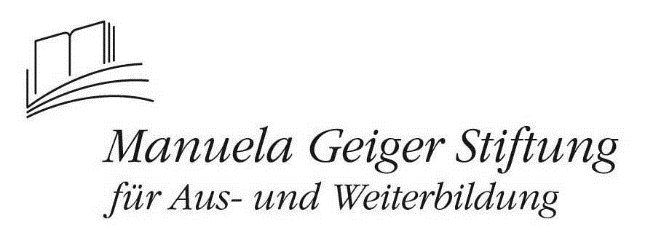 Manuela Geiger Stiftung
für Aus- und Weiterbildung